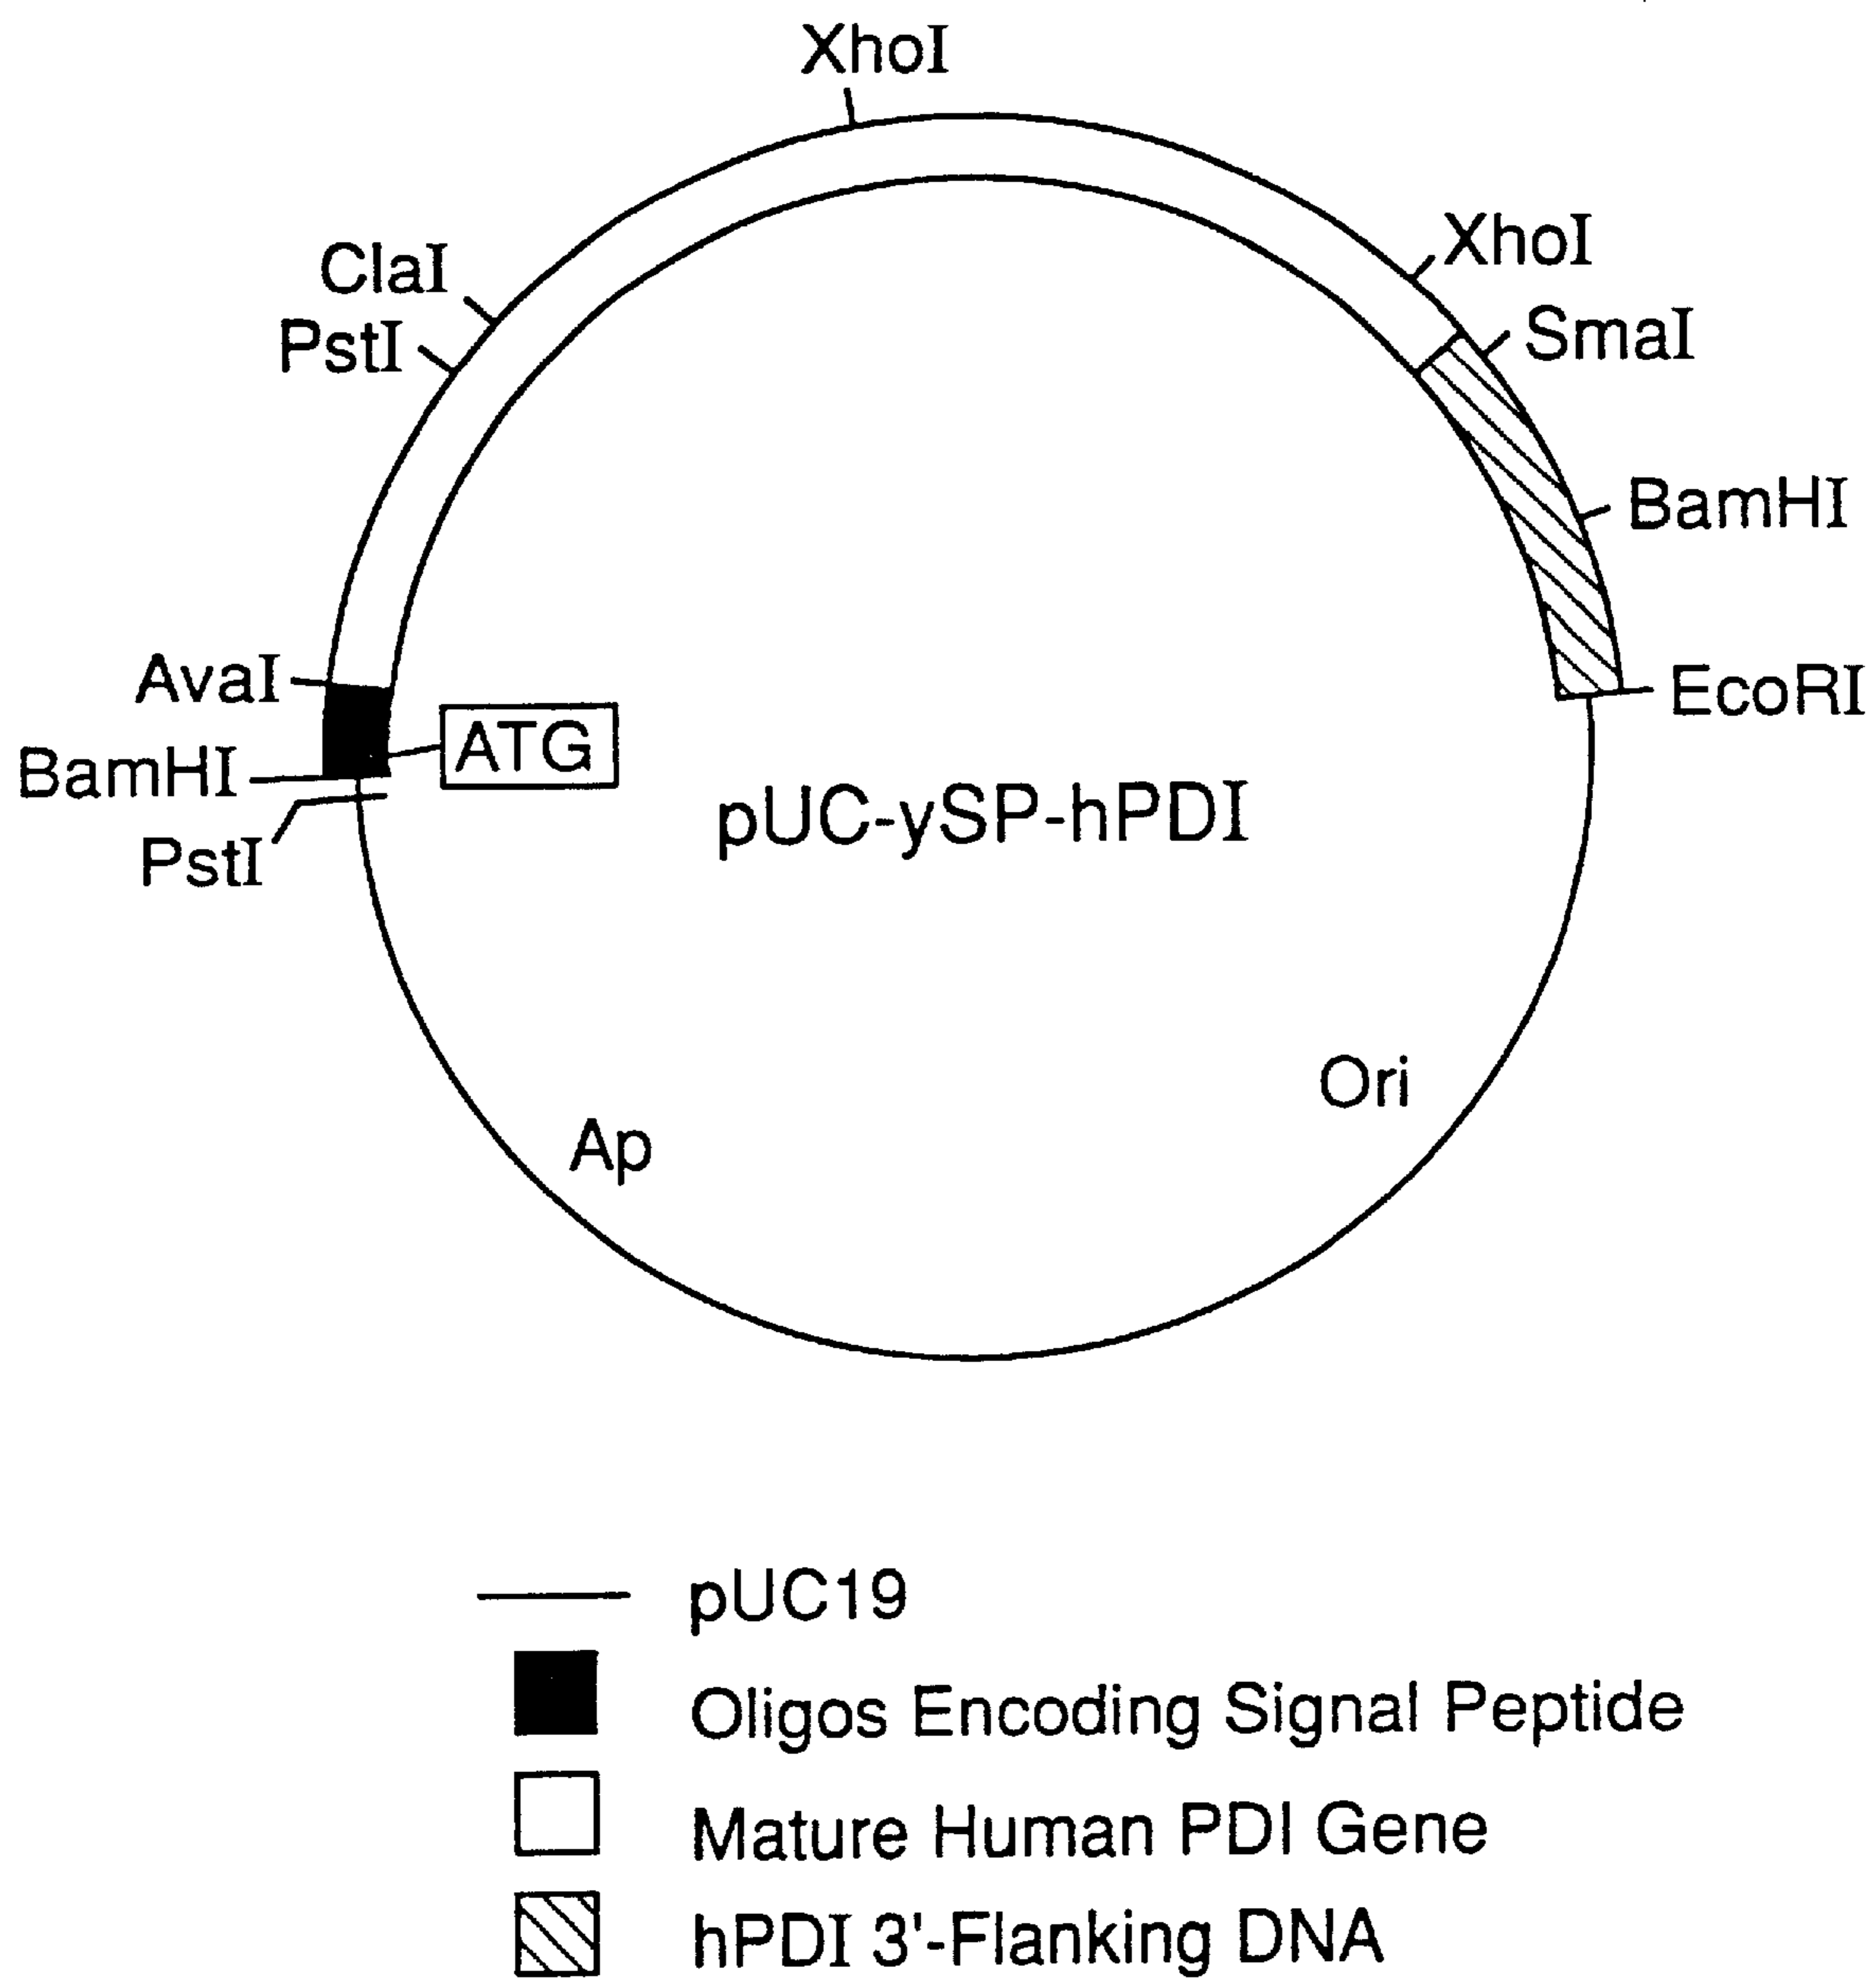 XhoI
XhoI
ClaI
SmaI
PstI
BamHI
AvaI
EcoRI
ATG
BamHI
pUC-ySP-hPDI
PstI
Ori
Ap
pUC19
Oligos Encoding Signal Peptide
Mature Human PDI Gene
hPDI 3'-Flanking DNA